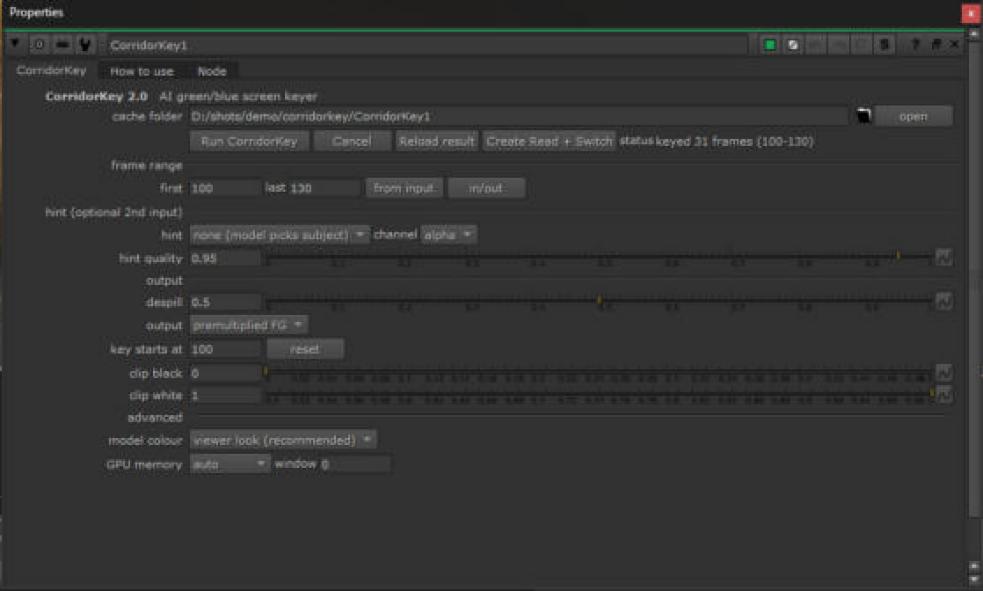 Properties
CorridorKey1
S ?
CorridorKey How to use Node
CorridorKey 2.0 AI green/blue screen keyer
cache folder D:/shots/demo/corridorkey/CorridorKey1 open
Run CorridorKey Cancel Reload result Create Read + Switch status keyed 31 frames (100-130)
frame range
first 100 last 130 from input in/out
hint (optional 2nd input)
hint none (model picks subject) channel alpha
hint quality 0.95
output
despill 0.5
output premultiplied FG
key starts at 100 reset
clip black 0
clip white 1
advanced
model colour viewer look (recommended)
GPU memory auto window 0